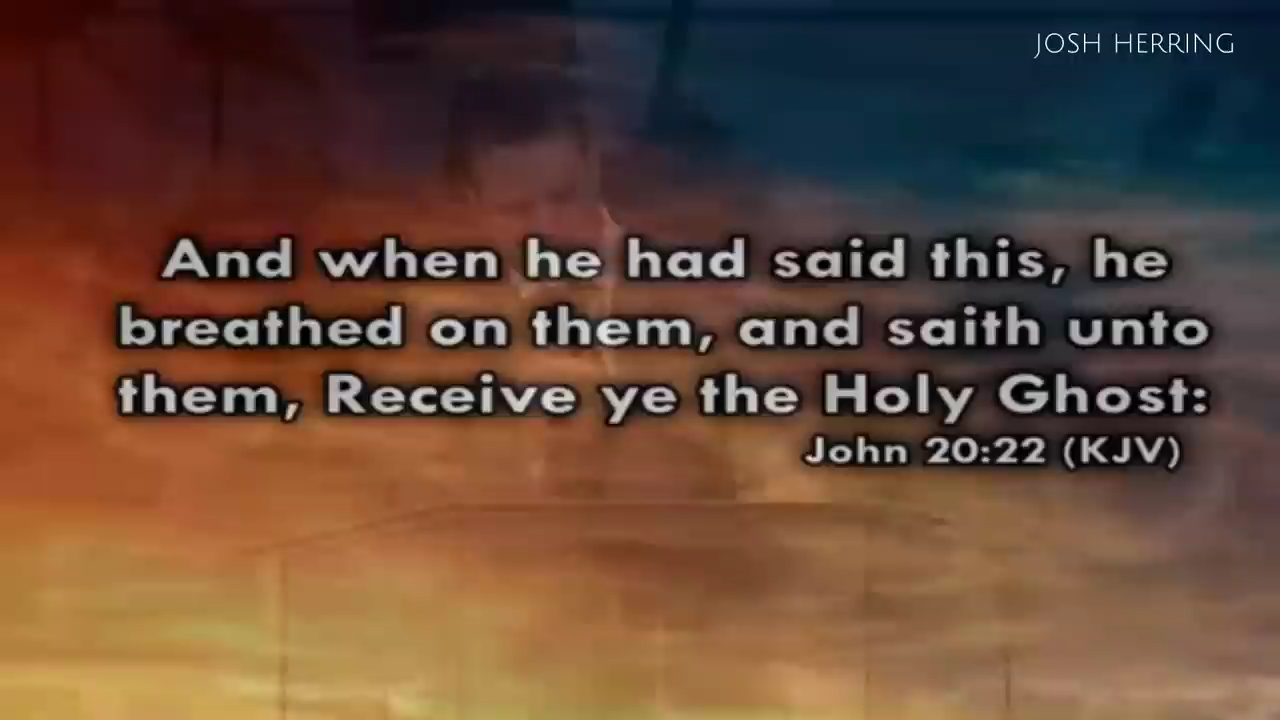 JOSH HERRING
And when he had said this, he
breathed on them, and saith unto
them, Receive ye the Holy Ghost:
John 20:22 (KJV)